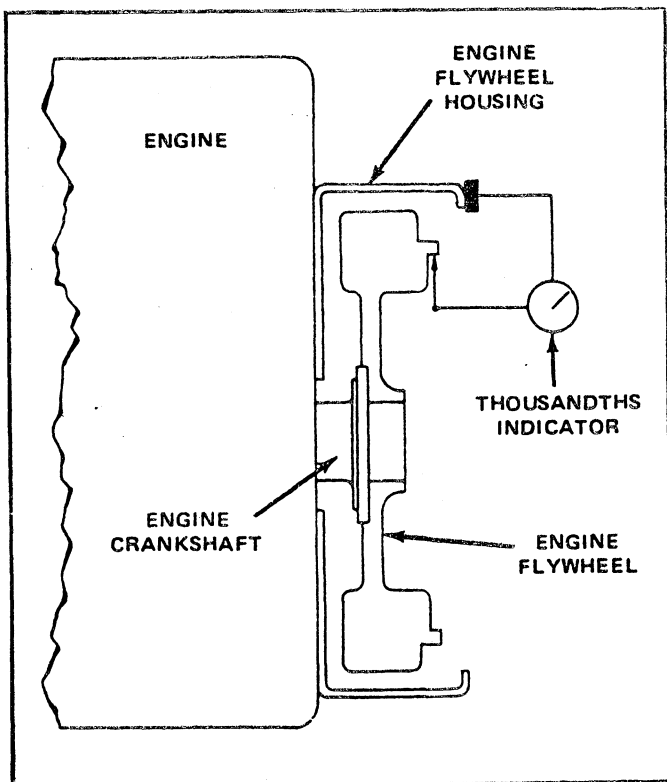 ENGINE
FLYWHEEL
HOUSING
ENGINE
THOUSANDTHS
INDICATOR
ENGINE
CRANKSHAFT
ENGINE
FLYWHEEL